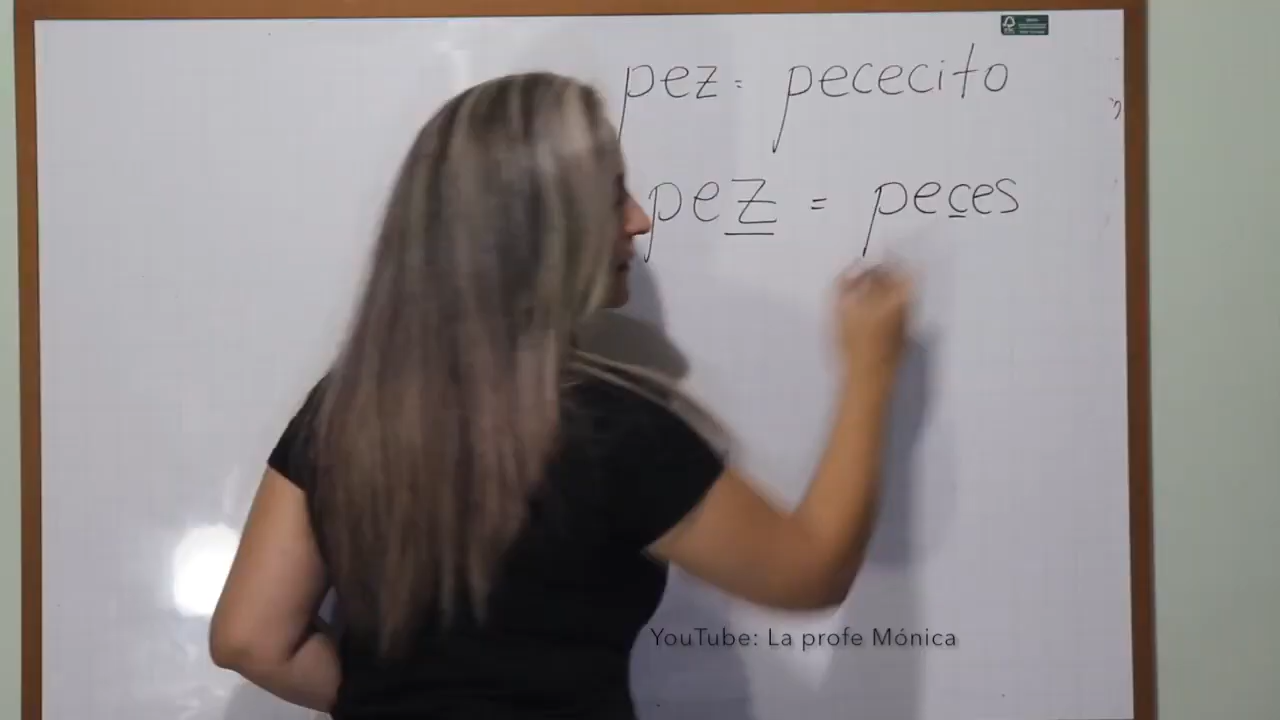 pez = pececito
pez = peces
YouTube: La profe Mónica